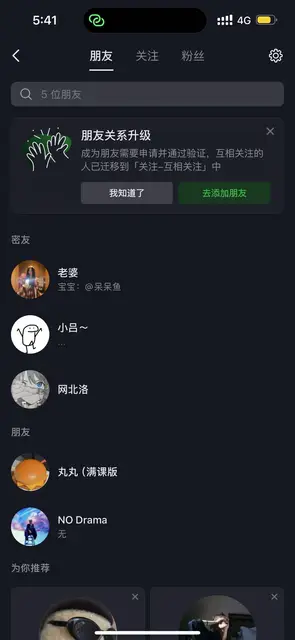 5:41
4G
朋友 关注 粉丝
5 位朋友
朋友关系升级
成为朋友需要申请并通过验证，互相关注的
人已迁移到「关注-互相关注」中
我知道了 去添加朋友
密友
老婆
宝宝：@呆呆鱼
小吕～
...
网北洛
朋友
丸丸（满课版
NO Drama
无
为你推荐